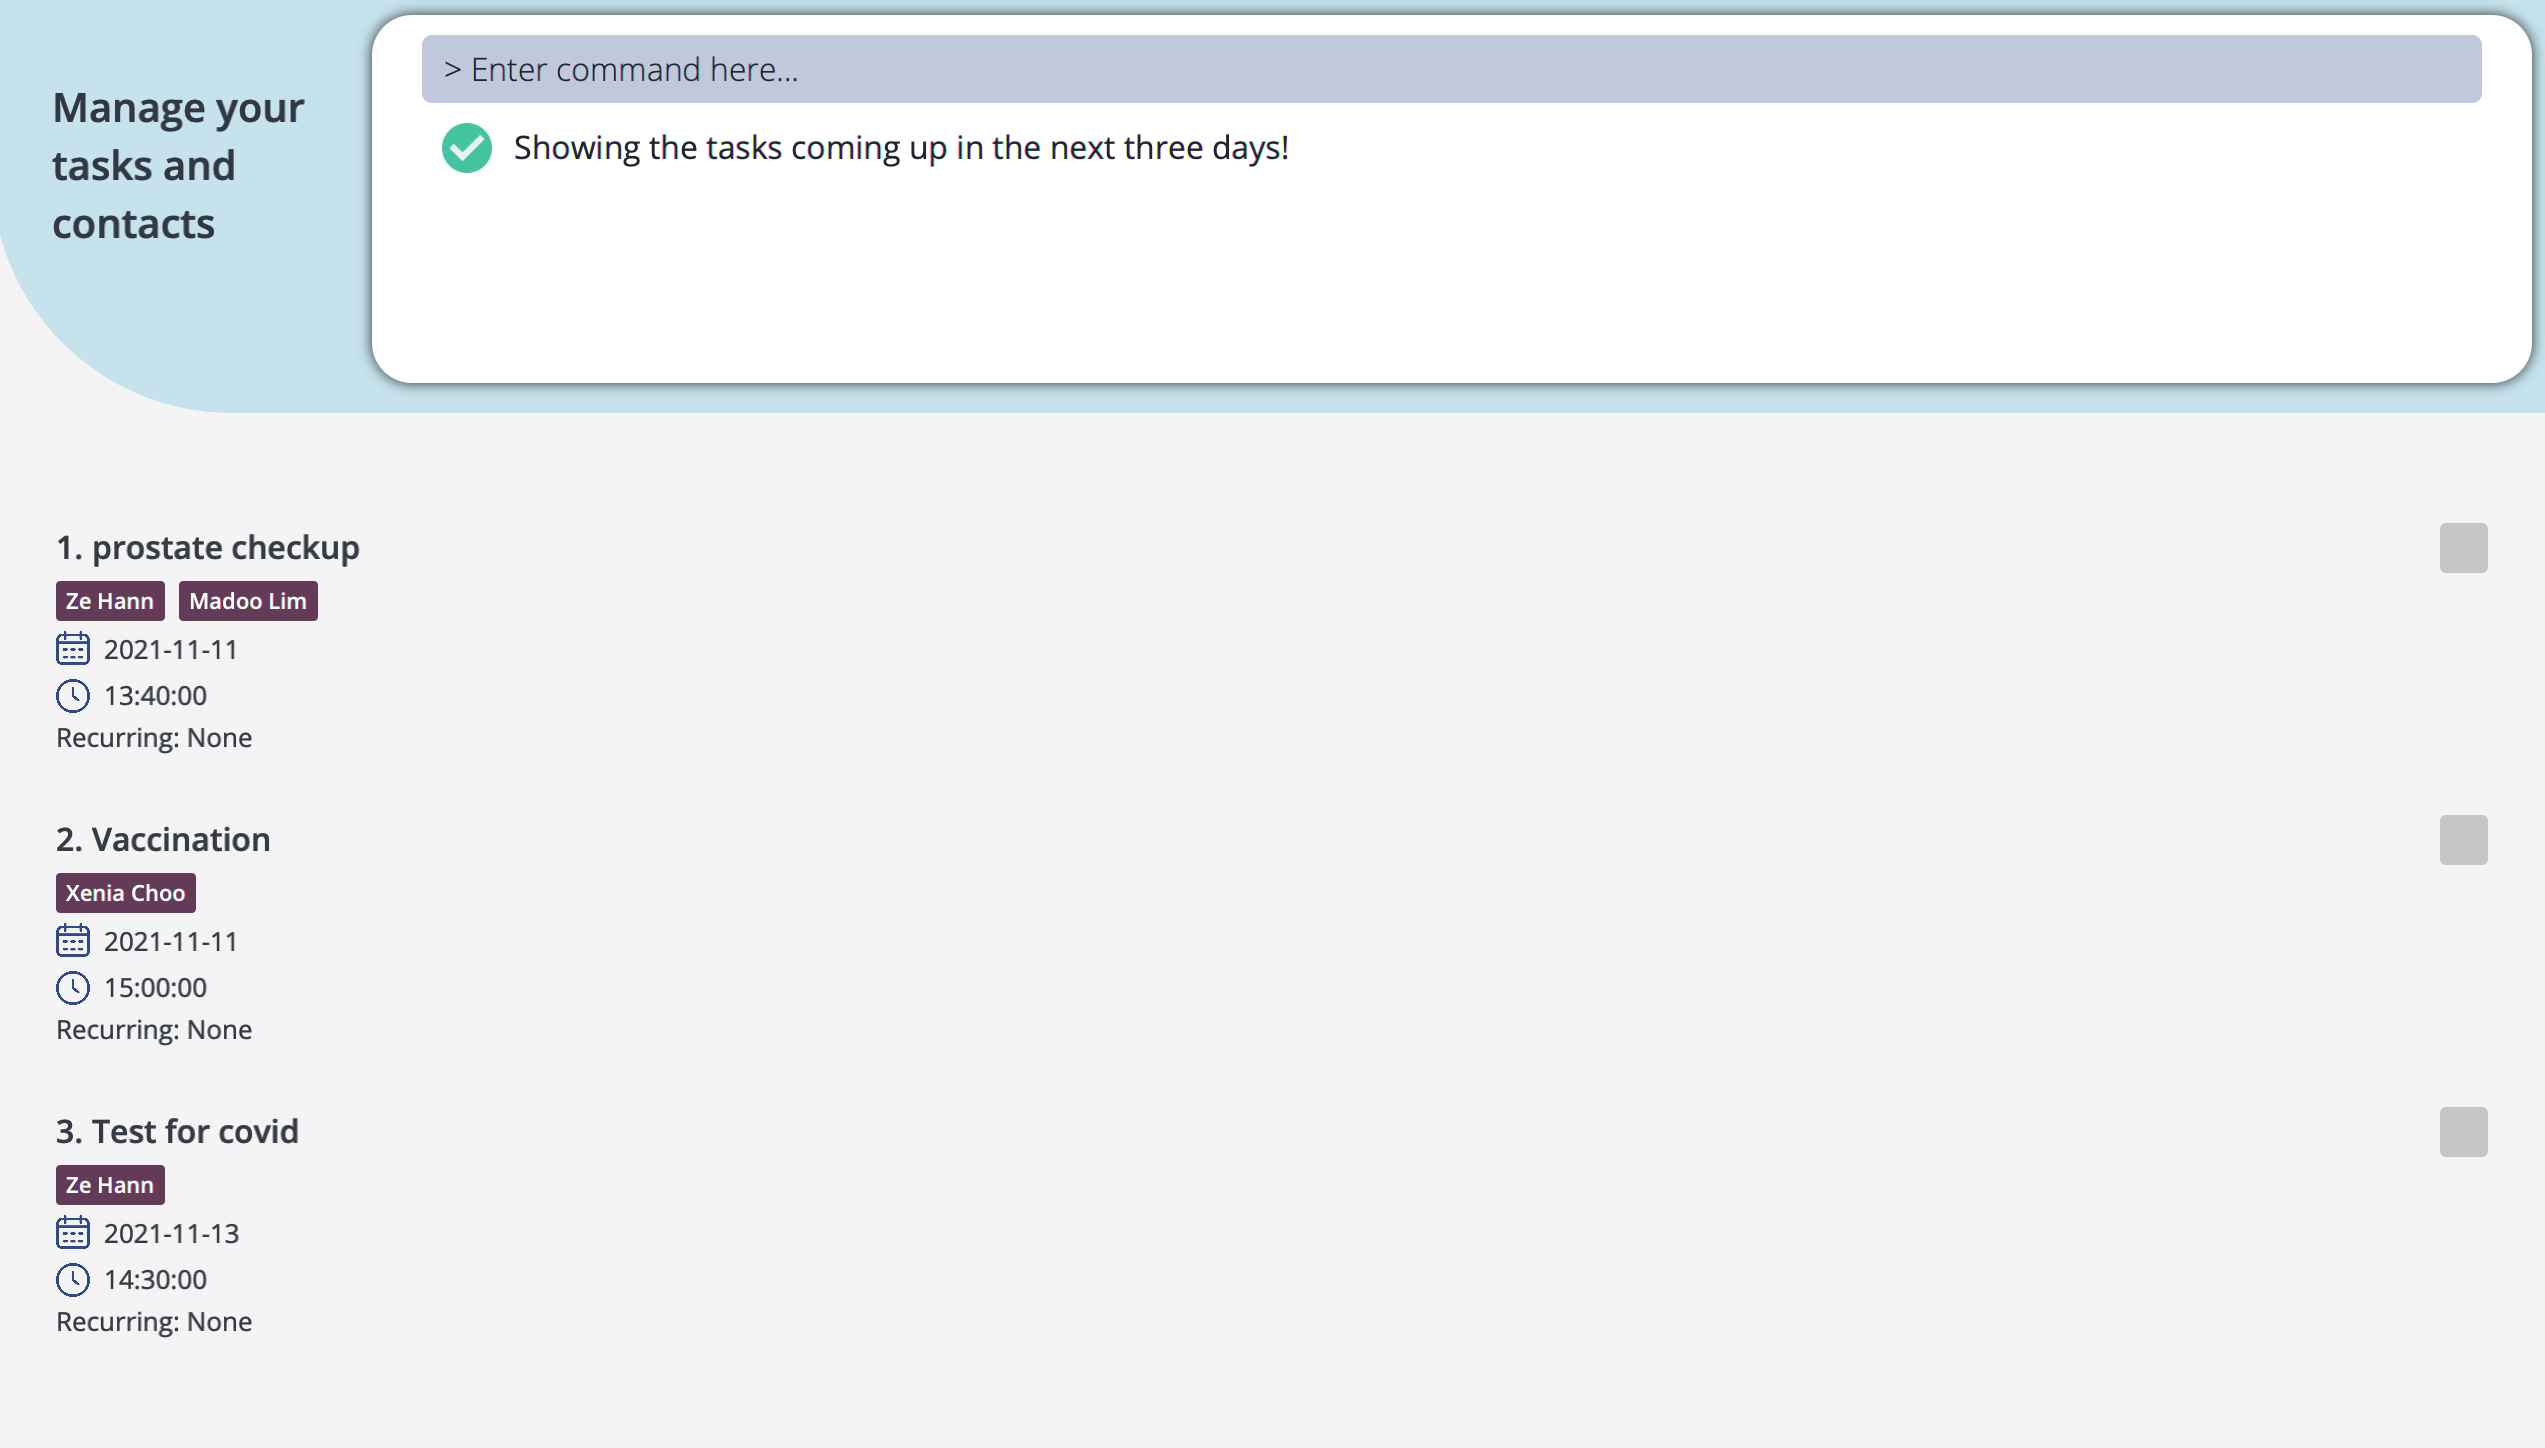 Manage your
tasks and
contacts
> Enter command here...
Showing the tasks coming up in the next three days!
1. prostate checkup
Ze Hann Madoo Lim
2021-11-11
13:40:00
Recurring: None
2. Vaccination
Xenia Choo
2021-11-11
15:00:00
Recurring: None
3. Test for covid
Ze Hann
2021-11-13
14:30:00
Recurring: None